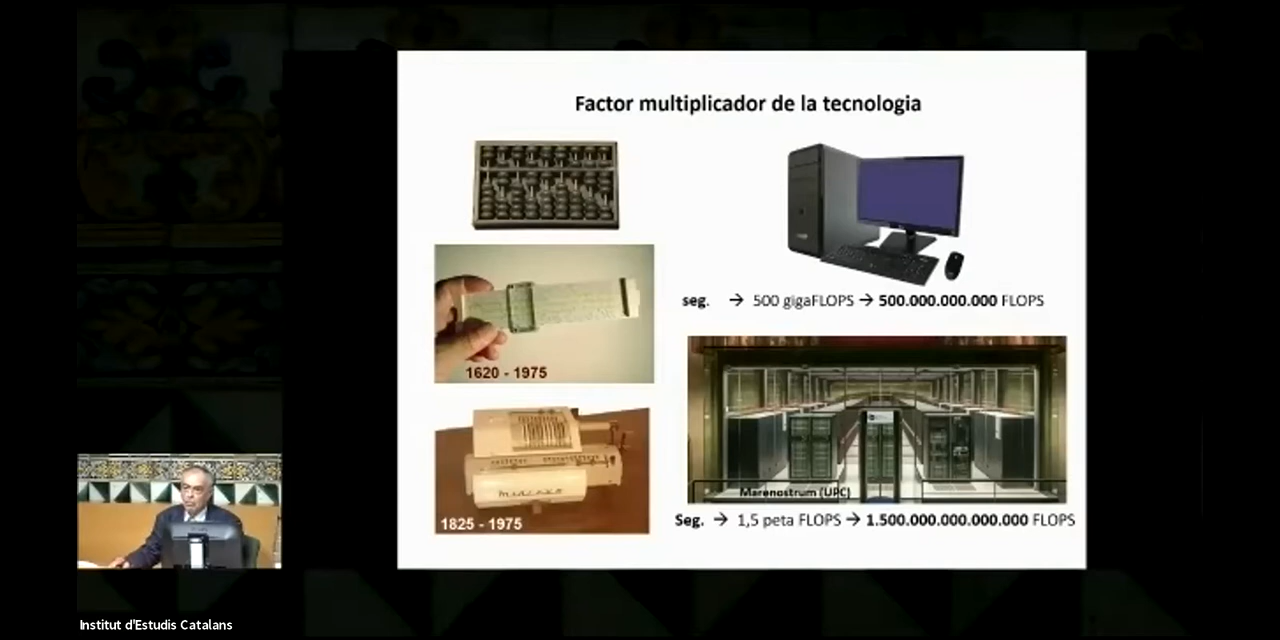 Factor multiplicador de la tecnologia
1620 - 1975
1825 - 1975
seg. → 500 gigaFLOPS → 500.000.000.000 FLOPS
Marenostrum (UPC)
Seg. → 1,5 peta FLOPS → 1.500.000.000.000.000 FLOPS
Institut d'Estudis Catalans